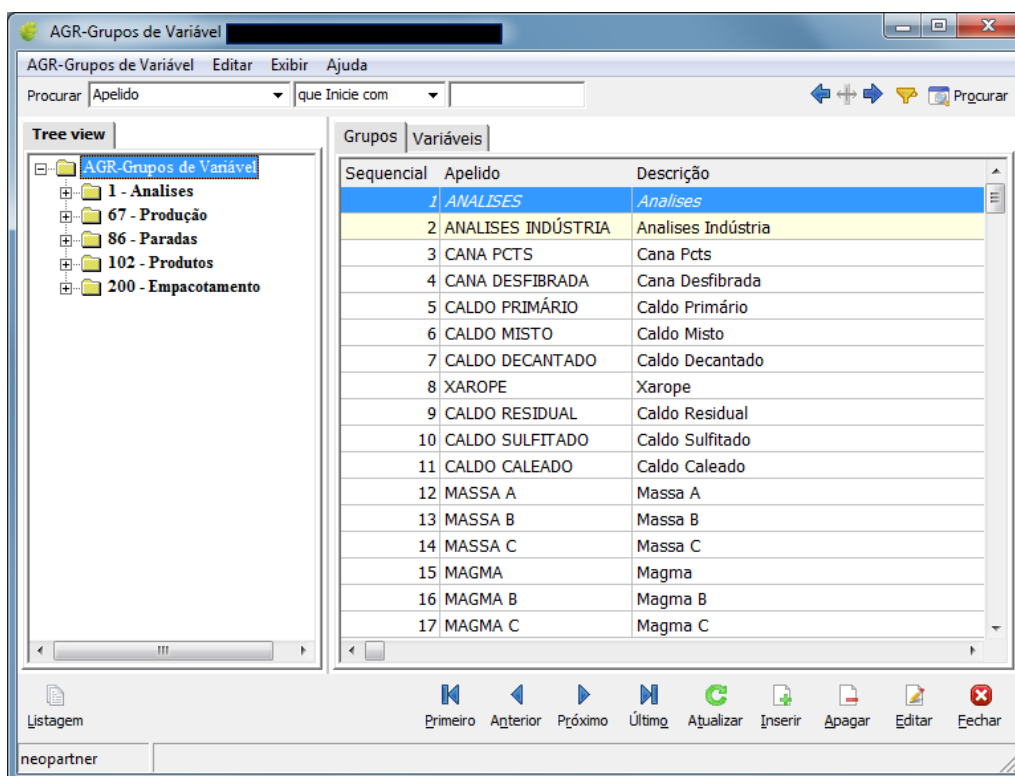 AGR-Grupos de Variável
AGR-Grupos de Variável Editar Exibir Ajuda
Procurar Apelido que Inicie com Procurar
Tree view
AGR-Grupos de Variável
1 - Analises
67 - Produção
86 - Paradas
102 - Produtos
200 - Empacotamento
Grupos Variáveis
Sequencial Apelido Descrição
1 ANALISES Analises
2 ANALISES INDÚSTRIA Analises Indústria
3 CANA PCTS Cana Pcts
4 CANA DESFIBRADA Cana Desfibrada
5 CALDO PRIMÁRIO Caldo Primário
6 CALDO MISTO Caldo Misto
7 CALDO DECANTADO Caldo Decantado
8 XAROPE Xarope
9 CALDO RESIDUAL Caldo Residual
10 CALDO SULFITADO Caldo Sulfitado
11 CALDO CALEADO Caldo Caleado
12 MASSA A Massa A
13 MASSA B Massa B
14 MASSA C Massa C
15 MAGMA Magma
16 MAGMA B Magma B
17 MAGMA C Magma C
Listagem Primeiro Anterior Próximo Último Atualizar Inserir Apagar Editar Fechar
neopartner